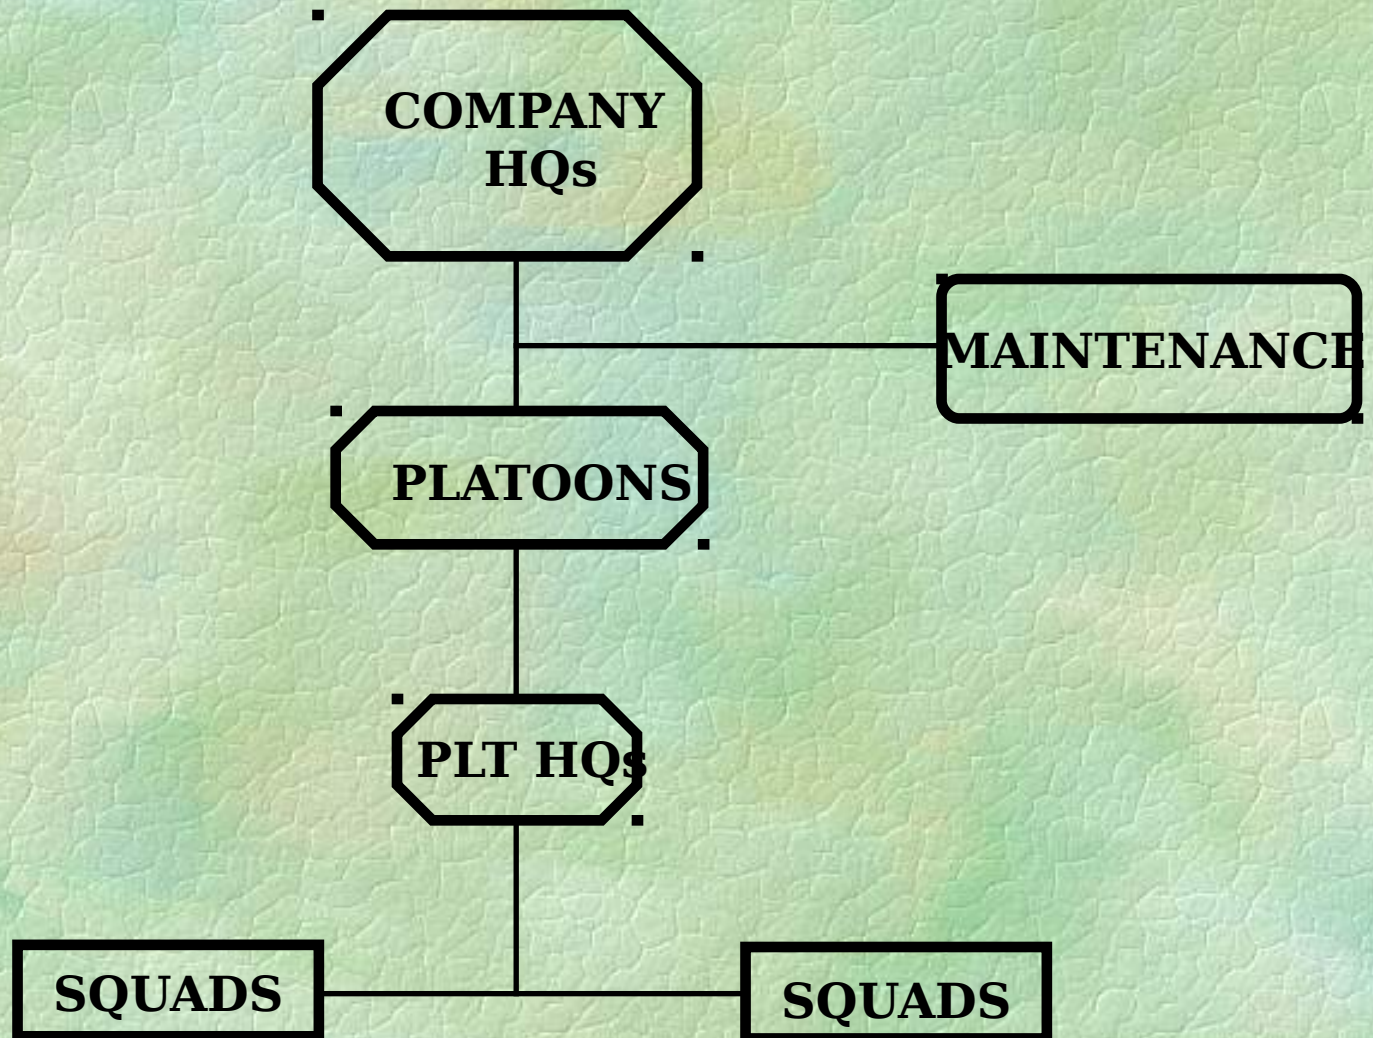 COMPANY
HQs
MAINTENANCE
PLATOONS
PLT HQs
SQUADS
SQUADS